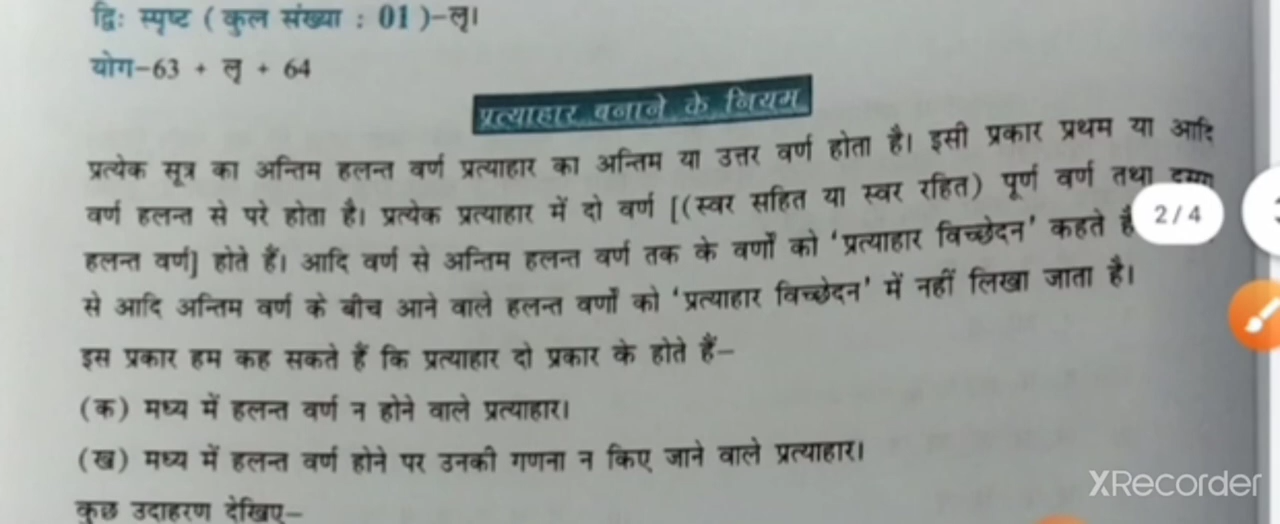 द्विः स्पृष्ट ( कुल संख्या : 01 )–लृ।
योग–63 + लृ + 64
प्रत्याहार बनाने के नियम
प्रत्येक सूत्र का अन्तिम हलन्त वर्ण प्रत्याहार का अन्तिम या उत्तर वर्ण होता है। इसी प्रकार प्रथम या आदि
वर्ण हलन्त से परे होता है। प्रत्येक प्रत्याहार में दो वर्ण [(स्वर सहित या स्वर रहित) पूर्ण वर्ण तथा
2/4
हलन्त वर्ण] होते हैं। आदि वर्ण से अन्तिम हलन्त वर्ण तक के वर्णों को 'प्रत्याहार विच्छेदन' कहते
से आदि अन्तिम वर्ण के बीच आने वाले हलन्त वर्णों को 'प्रत्याहार विच्छेदन' में नहीं लिखा जाता है।
इस प्रकार हम कह सकते हैं कि प्रत्याहार दो प्रकार के होते हैं–
(क) मध्य में हलन्त वर्ण न होने वाले प्रत्याहार।
(ख) मध्य में हलन्त वर्ण होने पर उनकी गणना न किए जाने वाले प्रत्याहार।
XRecorder
कुछ उदाहरण देखिए–